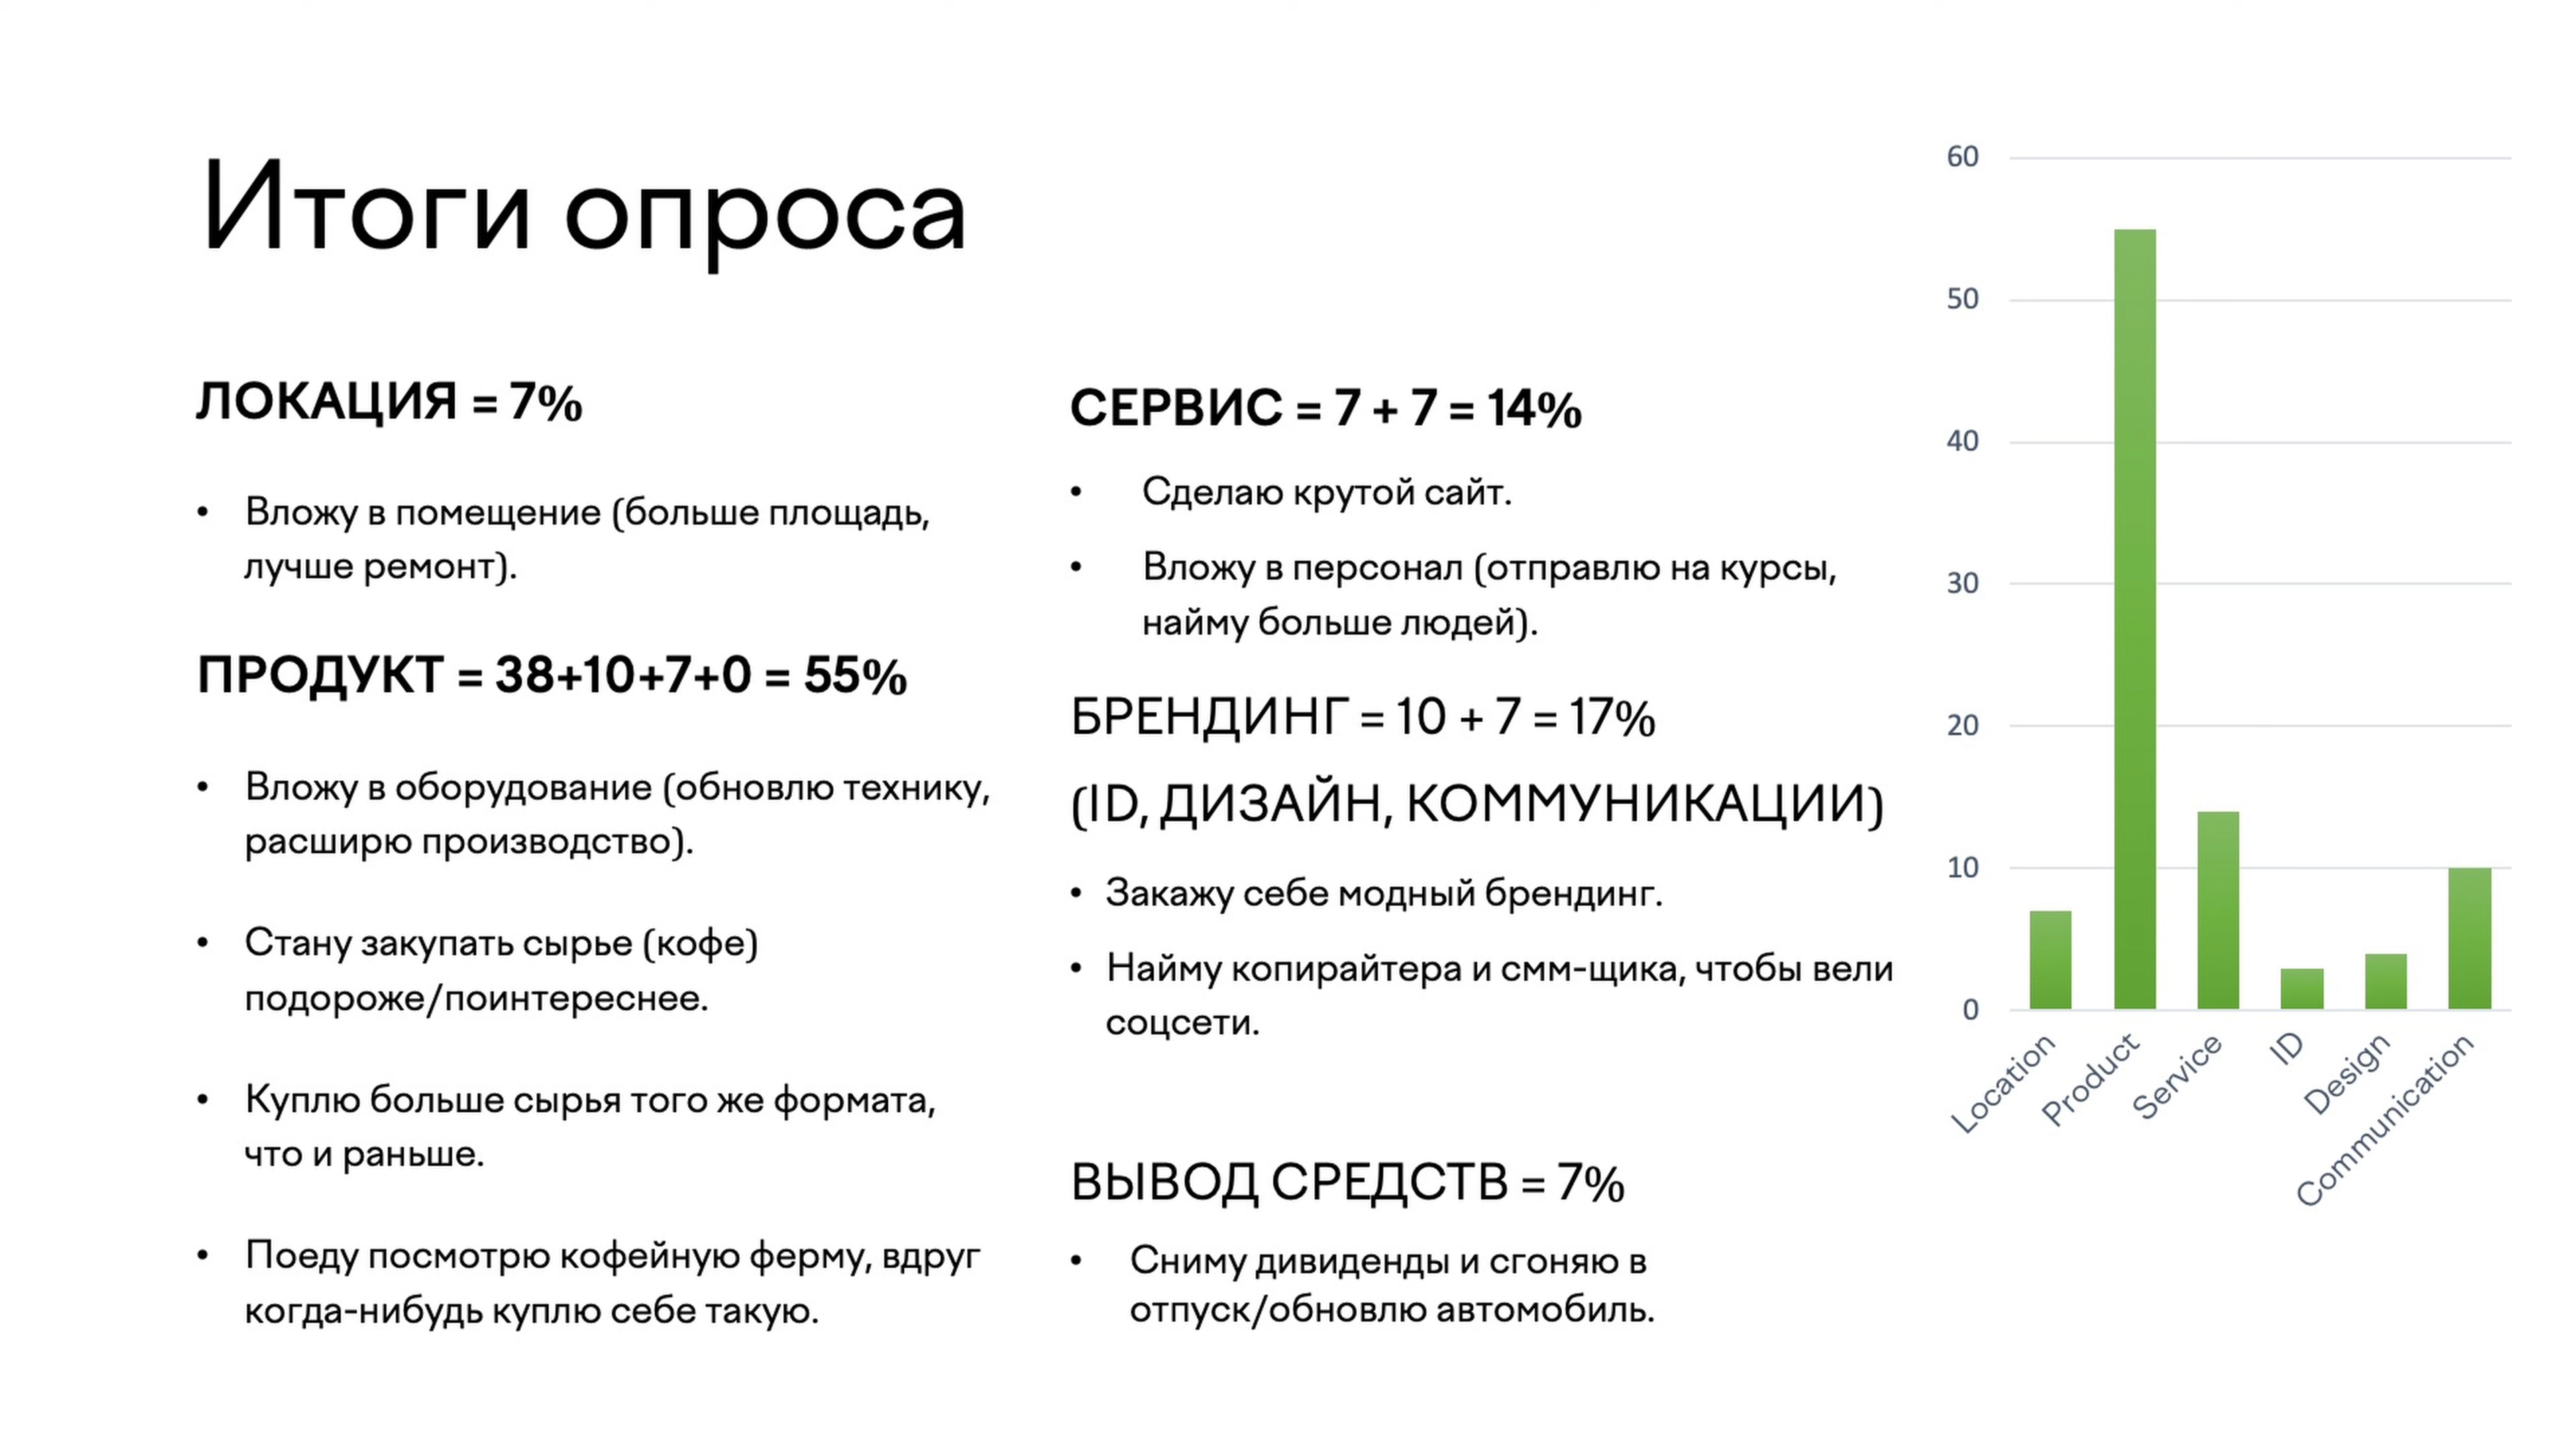 Итоги опроса
ЛОКАЦИЯ = 7%
• Вложу в помещение (больше площадь,
лучше ремонт).
ПРОДУКТ = 38+10+7+0 = 55%
• Вложу в оборудование (обновлю технику,
расширю производство).
• Стану закупать сырье (кофе)
подороже/поинтереснее.
• Куплю больше сырья того же формата,
что и раньше.
• Поеду посмотрю кофейную ферму, вдруг
когда-нибудь куплю себе такую.
СЕРВИС = 7 + 7 = 14%
• Сделаю крутой сайт.
• Вложу в персонал (отправлю на курсы,
найму больше людей).
БРЕНДИНГ = 10 + 7 = 17%
(ID, ДИЗАЙН, КОММУНИКАЦИИ)
• Закажу себе модный брендинг.
• Найму копирайтера и смм-щика, чтобы вели
соцсети.
ВЫВОД СРЕДСТВ = 7%
• Сниму дивиденды и сгоняю в
отпуск/обновлю автомобиль.
60
50
40
30
20
10
0
Location
Product
Service
ID
Design
Communication